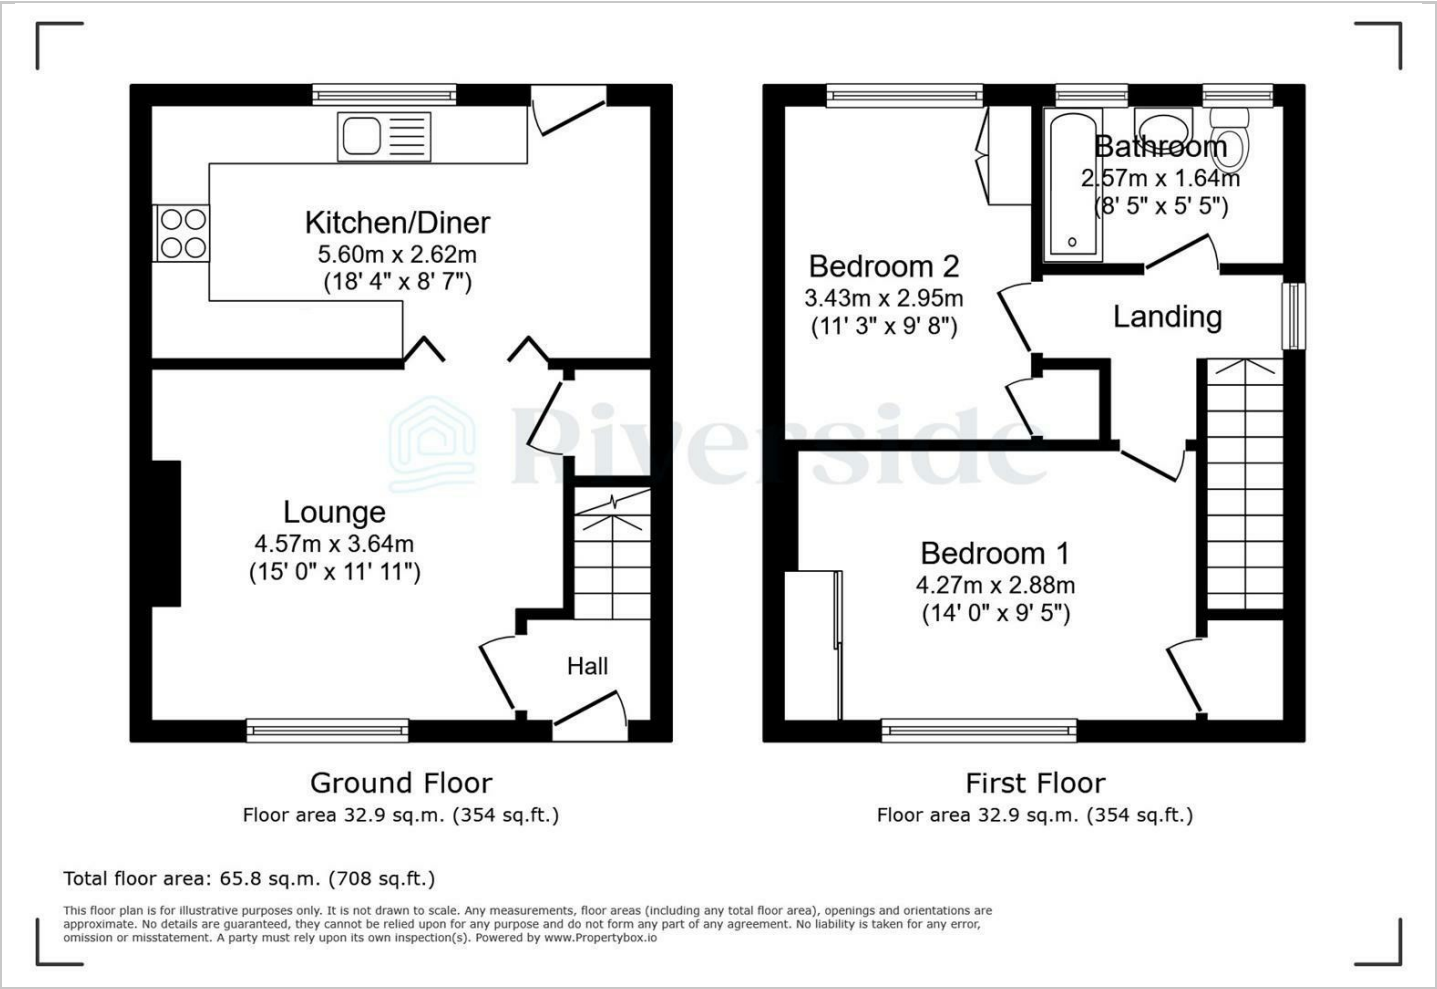 Kitchen/Diner
5.60m x 2.62m
(18' 4" x 8' 7")
Lounge
4.57m x 3.64m
(15' 0" x 11' 11")
Hall
Ground Floor
Floor area 32.9 sq.m. (354 sq.ft.)
Bathroom
2.57m x 1.64m
(8' 5" x 5' 5")
Bedroom 2
3.43m x 2.95m
(11' 3" x 9' 8")
Landing
Riverside
Bedroom 1
4.27m x 2.88m
(14' 0" x 9' 5")
First Floor
Floor area 32.9 sq.m. (354 sq.ft.)
Total floor area: 65.8 sq.m. (708 sq.ft.)
This floor plan is for illustrative purposes only. It is not drawn to scale. Any measurements, floor areas (including any total floor area), openings and orientations are
approximate. No details are guaranteed, they cannot be relied upon for any purpose and do not form any part of any agreement. No liability is taken for any error,
omission or misstatement. A party must rely upon its own inspection(s). Powered by www.Propertybox.io